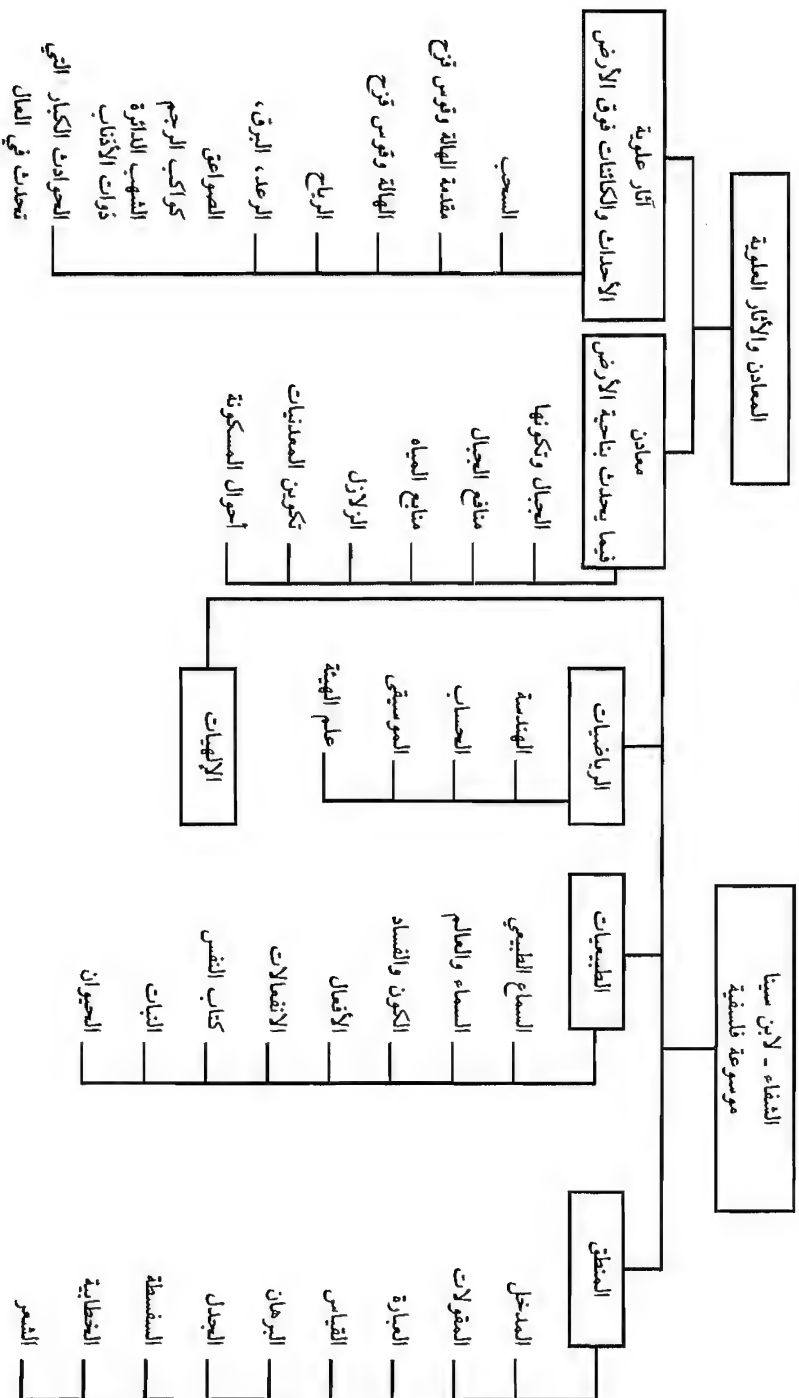 الشفاء - لابن سينا
موسوعة فلسفية
المنطق
المدخل
المقولات
العبارة
القياس
البرهان
الجدل
السفسطة
الخطابية
الشعر
الطبيعيات
السماع الطبيعي
السماء والعالم
الكون والفساد
الأفعال
الانفعالات
كتاب النفس
النبات
الحيوان
الرياضيات
الهندسة
الحساب
الموسيقى
علم الهيئة
الإلهيات
المعادن والأثار العلوية
معادن
فيما يحدث بناحية الأرض
الجبال وتكونها
منافع الجبال
منابع المياه
الزلازل
تكوين المعدنيات
أحوال المسكونة
آثار علوية
الأحداث والكائنات فوق الأرض
السحب
مقدمة الهالة وقوس قزح
الهالة وقوس قزح
الرياح
الرعد، البرق،
الصواعق
كواكب الرجم
الشهب الدائرة
ذوات الأذناب
الحوادث الكبار التي
تحدث في العال